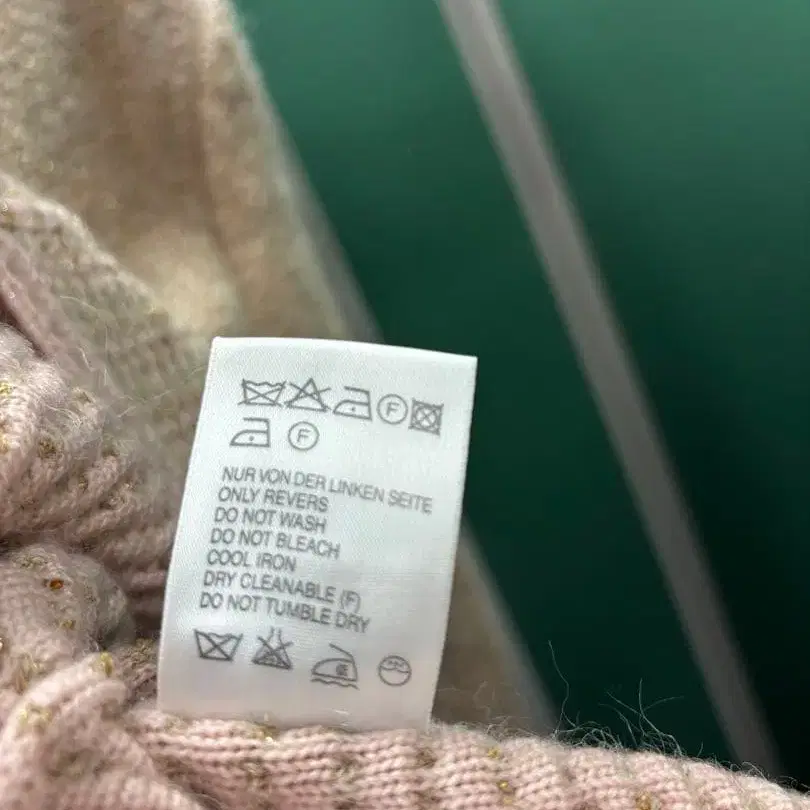 F
F
NUR VON DER LINKEN SEITE
ONLY REVERS
DO NOT WASH
DO NOT BLEACH
COOL IRON
DRY CLEANABLE (F)
DO NOT TUMBLE DRY